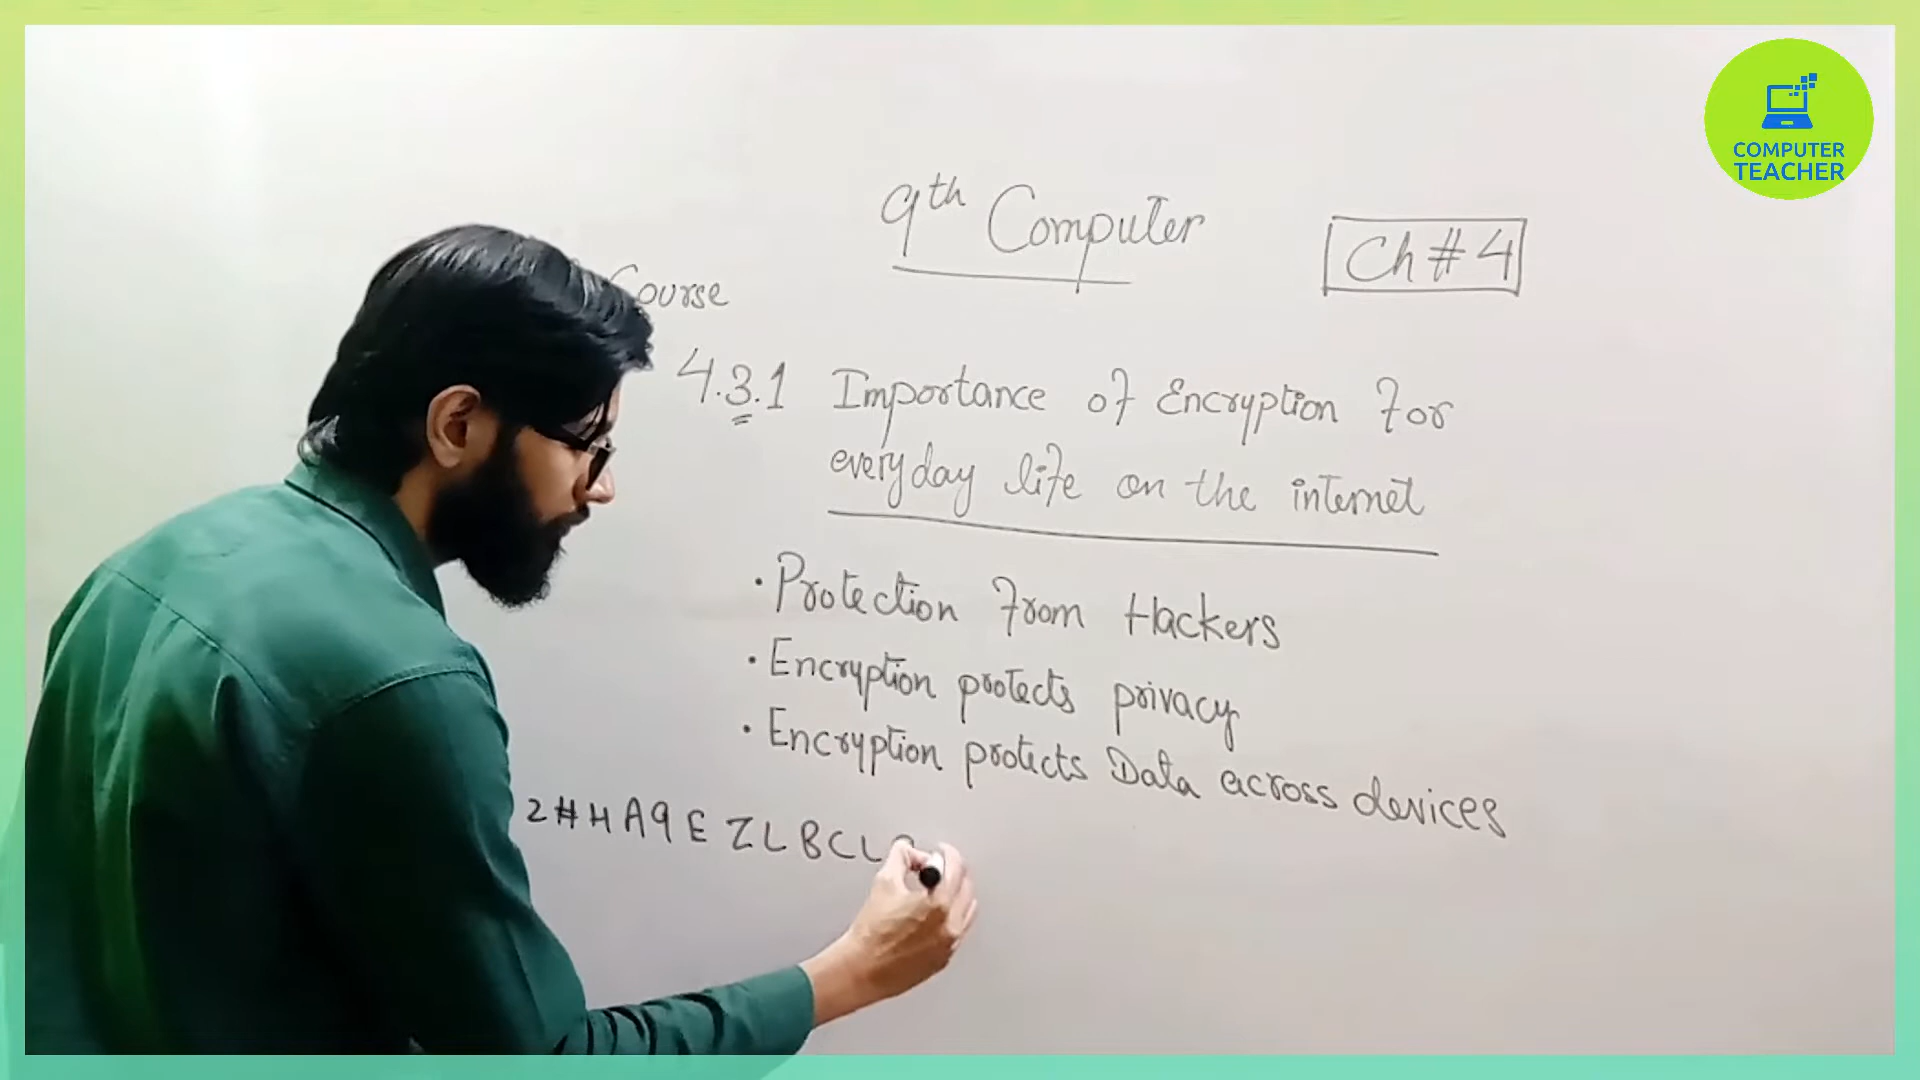 COMPUTER
TEACHER
9th Computer
Ch # 4
Course
4.3.1 Importance of Encryption For
everyday life on the internet
• Protection From Hackers
• Encryption protects privacy
• Encryption protects Data across devices
2 # H A 9 E Z L B C L